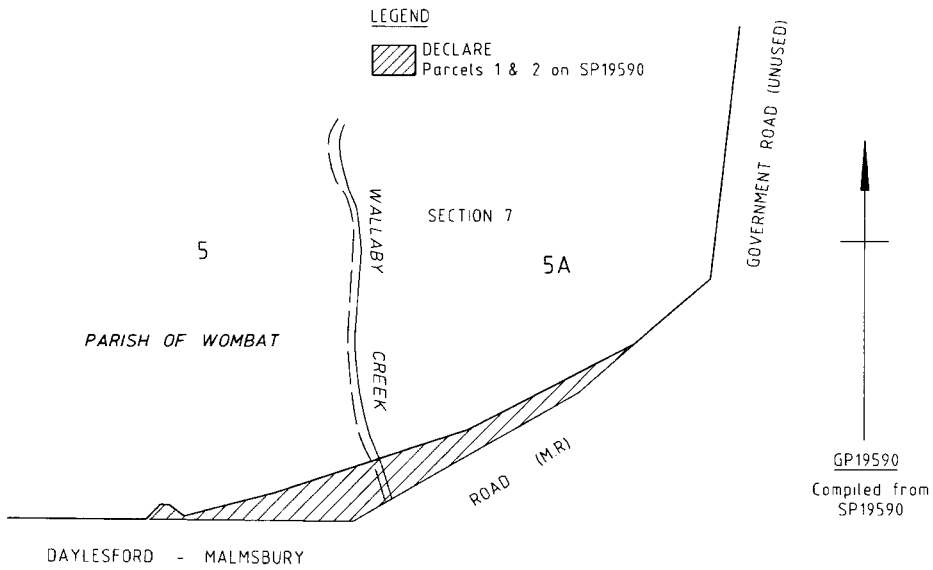 LEGEND
DECLARE
Parcels 1 & 2 on SP19590
GOVERNMENT ROAD (UNUSED)
WALLABY
CREEK
SECTION 7
5
5A
PARISH OF WOMBAT
ROAD (M.R)
GP19590
Compiled from
SP19590
DAYLESFORD - MALMSBURY